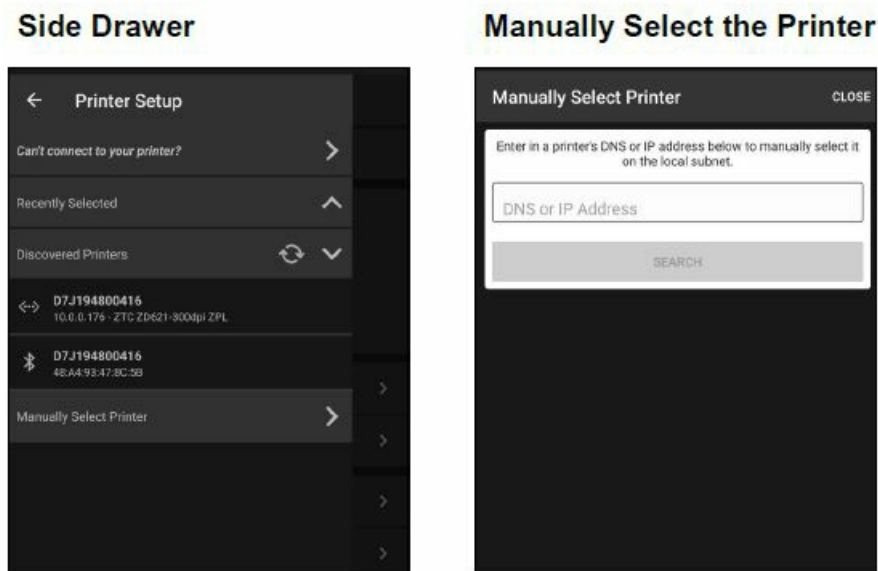 Side Drawer
Printer Setup
Can't connect to your printer?
Recently Selected
Discovered Printers
D7J194800416
10.0.0.176 - ZTC ZD621-300dpi ZPL
D7J194800416
48:A4:93:47:8C:5B
Manually Select Printer
Manually Select the Printer
Manually Select Printer
CLOSE
Enter in a printer's DNS or IP address below to manually select it
on the local subnet.
DNS or IP Address
SEARCH